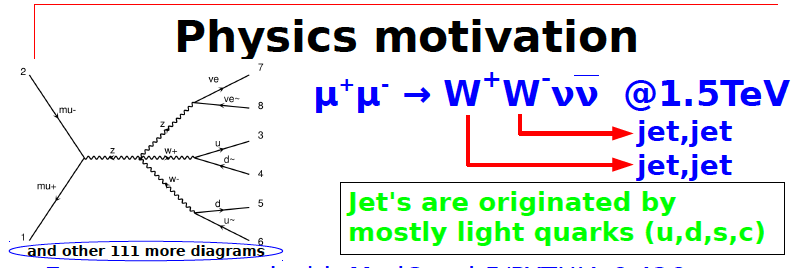 Physics motivation
2
mu-
mu+
1
z
z
w+
w-
ve
7
ve~
8
u
3
d~
4
d
5
u~
6
and other 111 more diagrams
μ⁺μ⁻ → W⁺W⁻νν̅ @1.5TeV
jet,jet
jet,jet
Jet's are originated by
mostly light quarks (u,d,s,c)